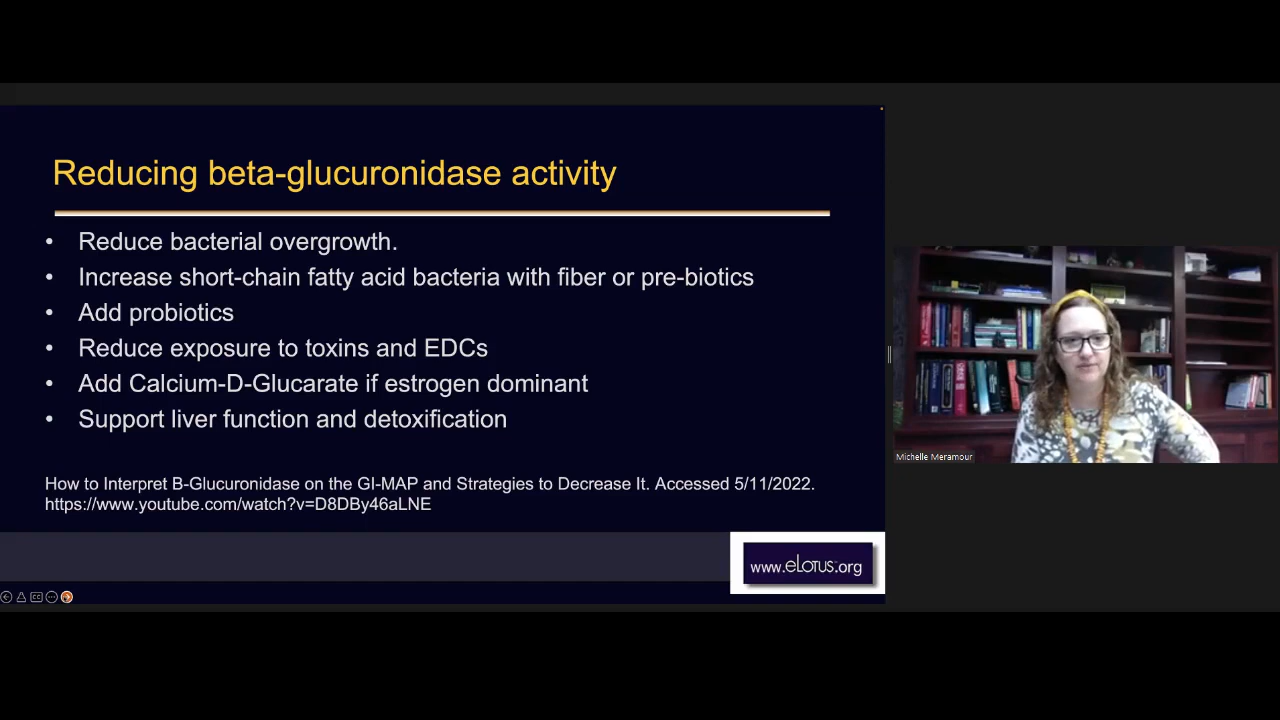 Reducing beta-glucuronidase activity
• Reduce bacterial overgrowth.
• Increase short-chain fatty acid bacteria with fiber or pre-biotics
• Add probiotics
• Reduce exposure to toxins and EDCs
• Add Calcium-D-Glucarate if estrogen dominant
• Support liver function and detoxification
How to Interpret B-Glucuronidase on the GI-MAP and Strategies to Decrease It. Accessed 5/11/2022.
https://www.youtube.com/watch?v=D8DBy46aLNE
www.eLotus.org
Michelle Meramour